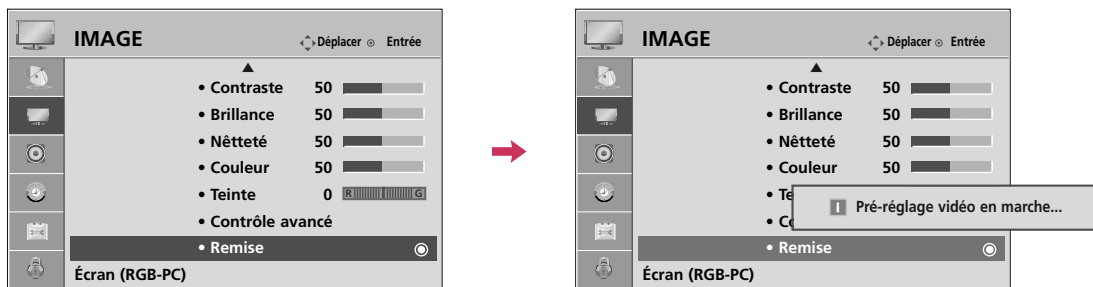 IMAGE Déplacer Entrée
• Contraste 50
• Brillance 50
• Nêtteté 50
• Couleur 50
• Teinte 0 R G
• Contrôle avancé
• Remise
Écran (RGB-PC)
IMAGE Déplacer Entrée
• Contraste 50
• Brillance 50
• Nêtteté 50
• Couleur 50
• Te
• Co
i Pré-réglage vidéo en marche...
• Remise
Écran (RGB-PC)